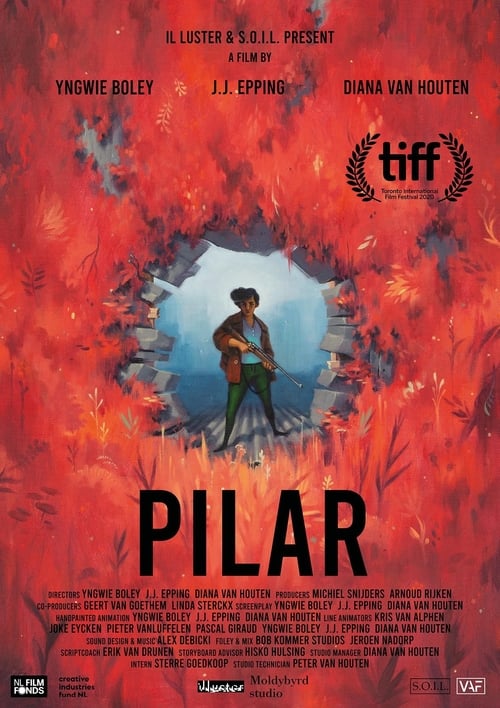 IL LUSTER & S.O.I.L. PRESENT
A FILM BY
YNGWIE BOLEY J.J. EPPING DIANA VAN HOUTEN
tiff
Toronto International
Film Festival 2020
PILAR
DIRECTORS YNGWIE BOLEY J.J. EPPING DIANA VAN HOUTEN PRODUCERS MICHIEL SNIJDERS ARNOUD RIJKEN
CO-PRODUCERS GEERT VAN GOETHEM LINDA STERCKX SCREENPLAY YNGWIE BOLEY J.J. EPPING DIANA VAN HOUTEN
HANDPAINTED ANIMATION YNGWIE BOLEY J.J. EPPING DIANA VAN HOUTEN LINE ANIMATORS KRIS VAN ALPHEN
JOKE EYCKEN PIETER VANLUFFELEN PASCAL GIRAUD YNGWIE BOLEY J.J. EPPING DIANA VAN HOUTEN
SOUND DESIGN & MUSIC ALEX DEBICKI FOLEY & MIX BOB KOMMER STUDIOS JEROEN NADORP
SCRIPTCOACH ERIK VAN DRUNEN STORYBOARD ADVISOR HISKO HULSING STUDIO MANAGER DIANA VAN HOUTEN
INTERN STERRE GOEDKOOP STUDIO TECHNICIAN PETER VAN HOUTEN
NL FILM
FONDS
creative
industries
fund NL
il luster
Moldybyrd
studio
S.O.I.L.
VAF